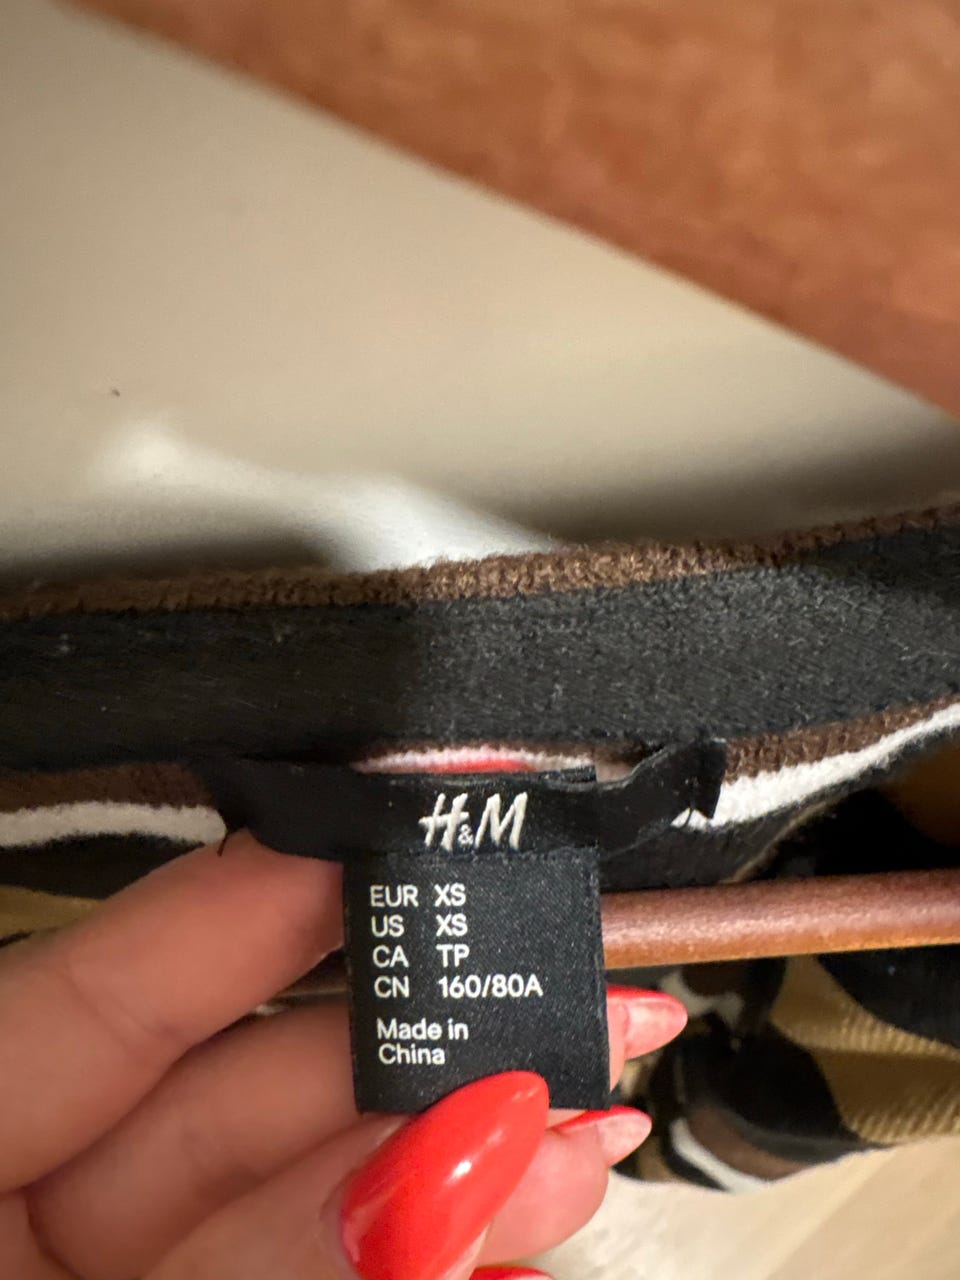 H&M
EUR XS
US XS
CA TP
CN 160/80A
Made in
China